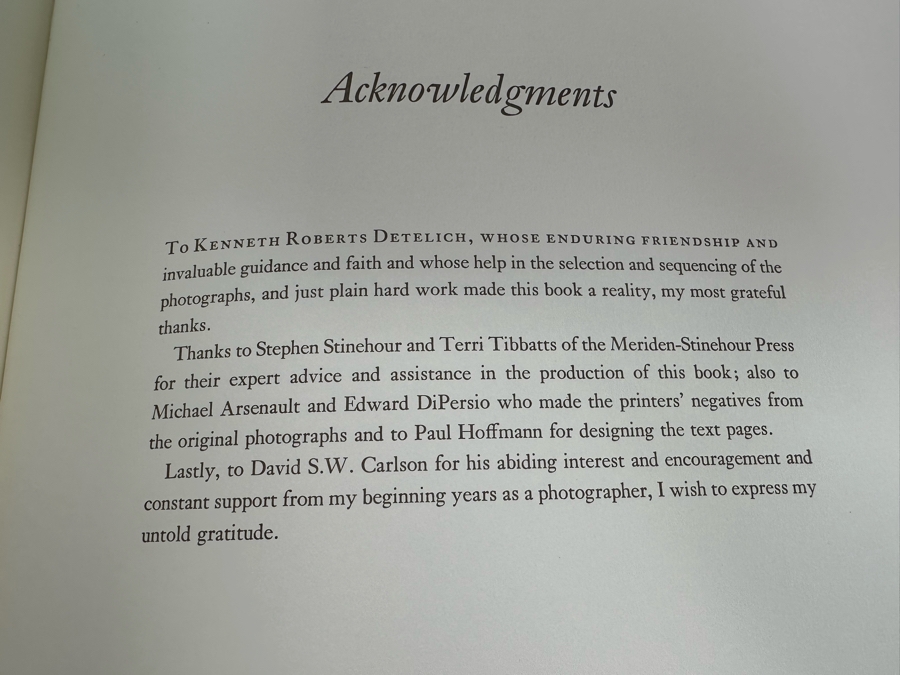 Acknowledgments
To Kenneth Roberts Detelich, whose enduring friendship and
invaluable guidance and faith and whose help in the selection and sequencing of the
photographs, and just plain hard work made this book a reality, my most grateful
thanks.
Thanks to Stephen Stinehour and Terri Tibbatts of the Meriden-Stinehour Press
for their expert advice and assistance in the production of this book; also to
Michael Arsenault and Edward DiPersio who made the printers' negatives from
the original photographs and to Paul Hoffmann for designing the text pages.
Lastly, to David S.W. Carlson for his abiding interest and encouragement and
constant support from my beginning years as a photographer, I wish to express my
untold gratitude.